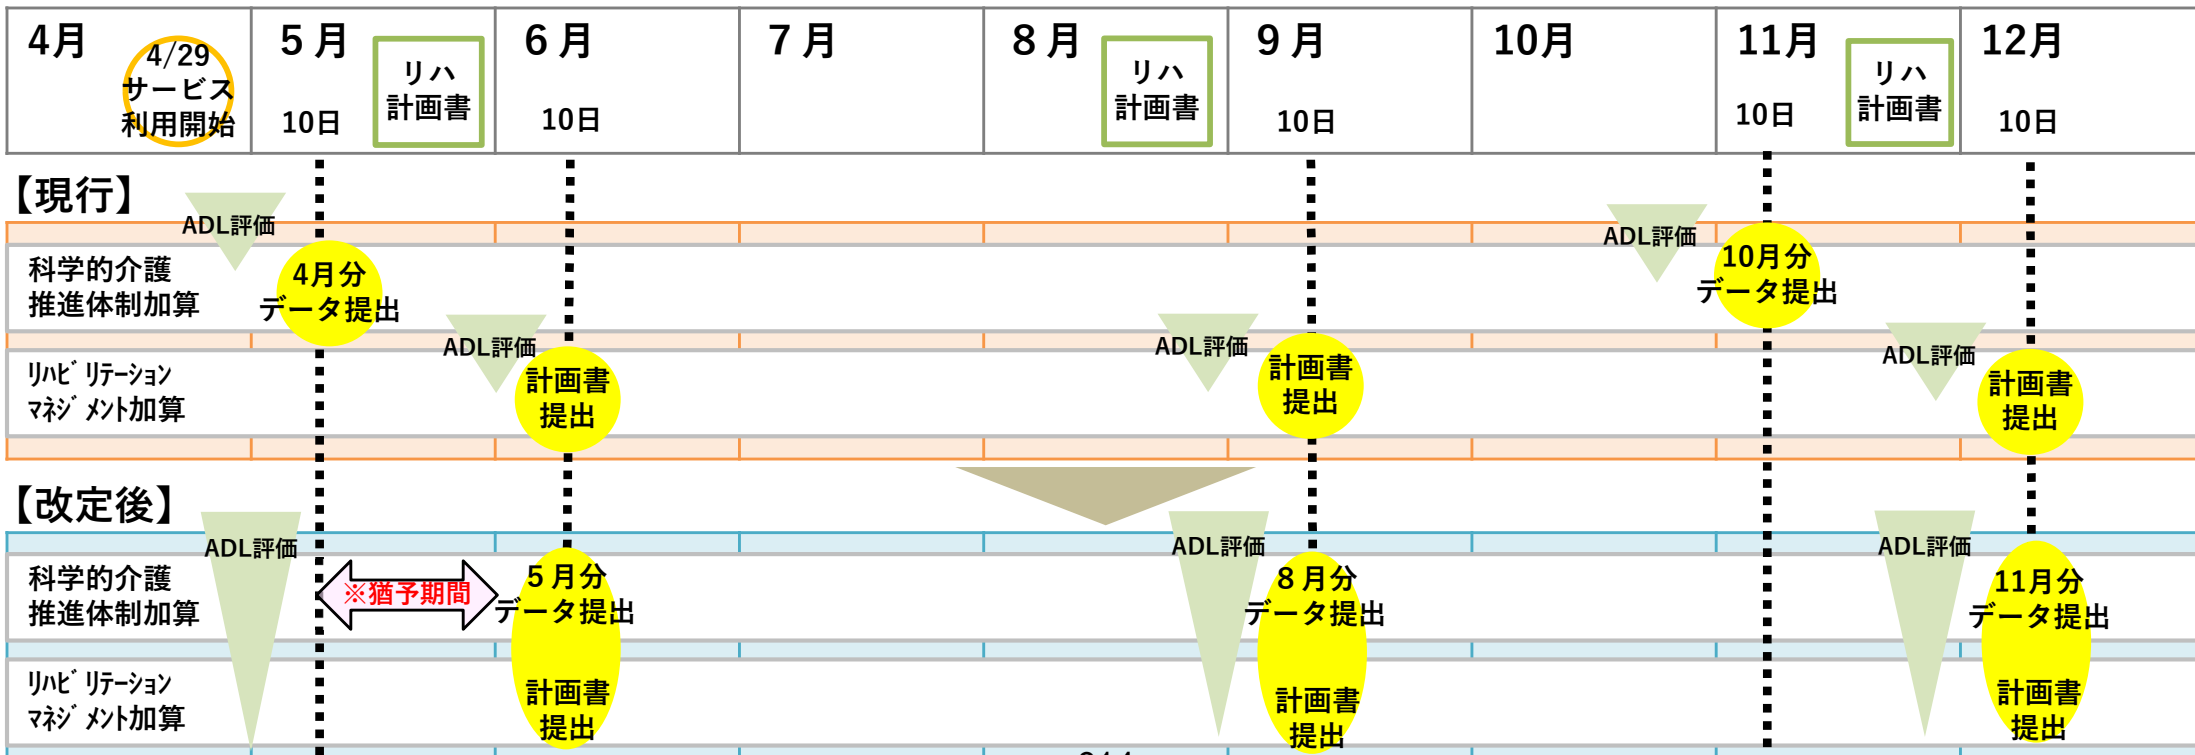 4月
4/29
サービス
利用開始
5月
10日
リハ
計画書
6月
10日
7月
8月
リハ
計画書
9月
10日
10月
11月
10日
リハ
計画書
12月
10日
【現行】
ADL評価
ADL評価
科学的介護
推進体制加算
4月分
データ提出
10月分
データ提出
ADL評価
ADL評価
ADL評価
ﾘﾊﾋﾞﾘﾃｰｼｮﾝ
ﾏﾈｼﾞﾒﾝﾄ加算
計画書
提出
計画書
提出
計画書
提出
【改定後】
ADL評価
ADL評価
ADL評価
科学的介護
推進体制加算
※猶予期間
5月分
データ提出
8月分
データ提出
11月分
データ提出
ﾘﾊﾋﾞﾘﾃｰｼｮﾝ
ﾏﾈｼﾞﾒﾝﾄ加算
計画書
提出
計画書
提出
計画書
提出